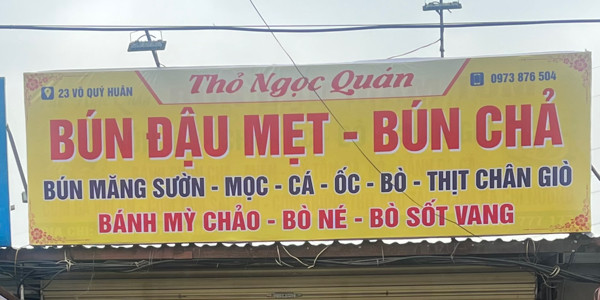 Thỏ Ngọc Quán
23 VÕ QUÝ HUÂN
0973 876 504
BÚN ĐẬU MẸT - BÚN CHẢ
BÚN MĂNG SƯỜN - MỌC - CÁ - ỐC - BÒ - THỊT CHÂN GIÒ
BÁNH MỲ CHẢO - BÒ NÉ - BÒ SỐT VANG